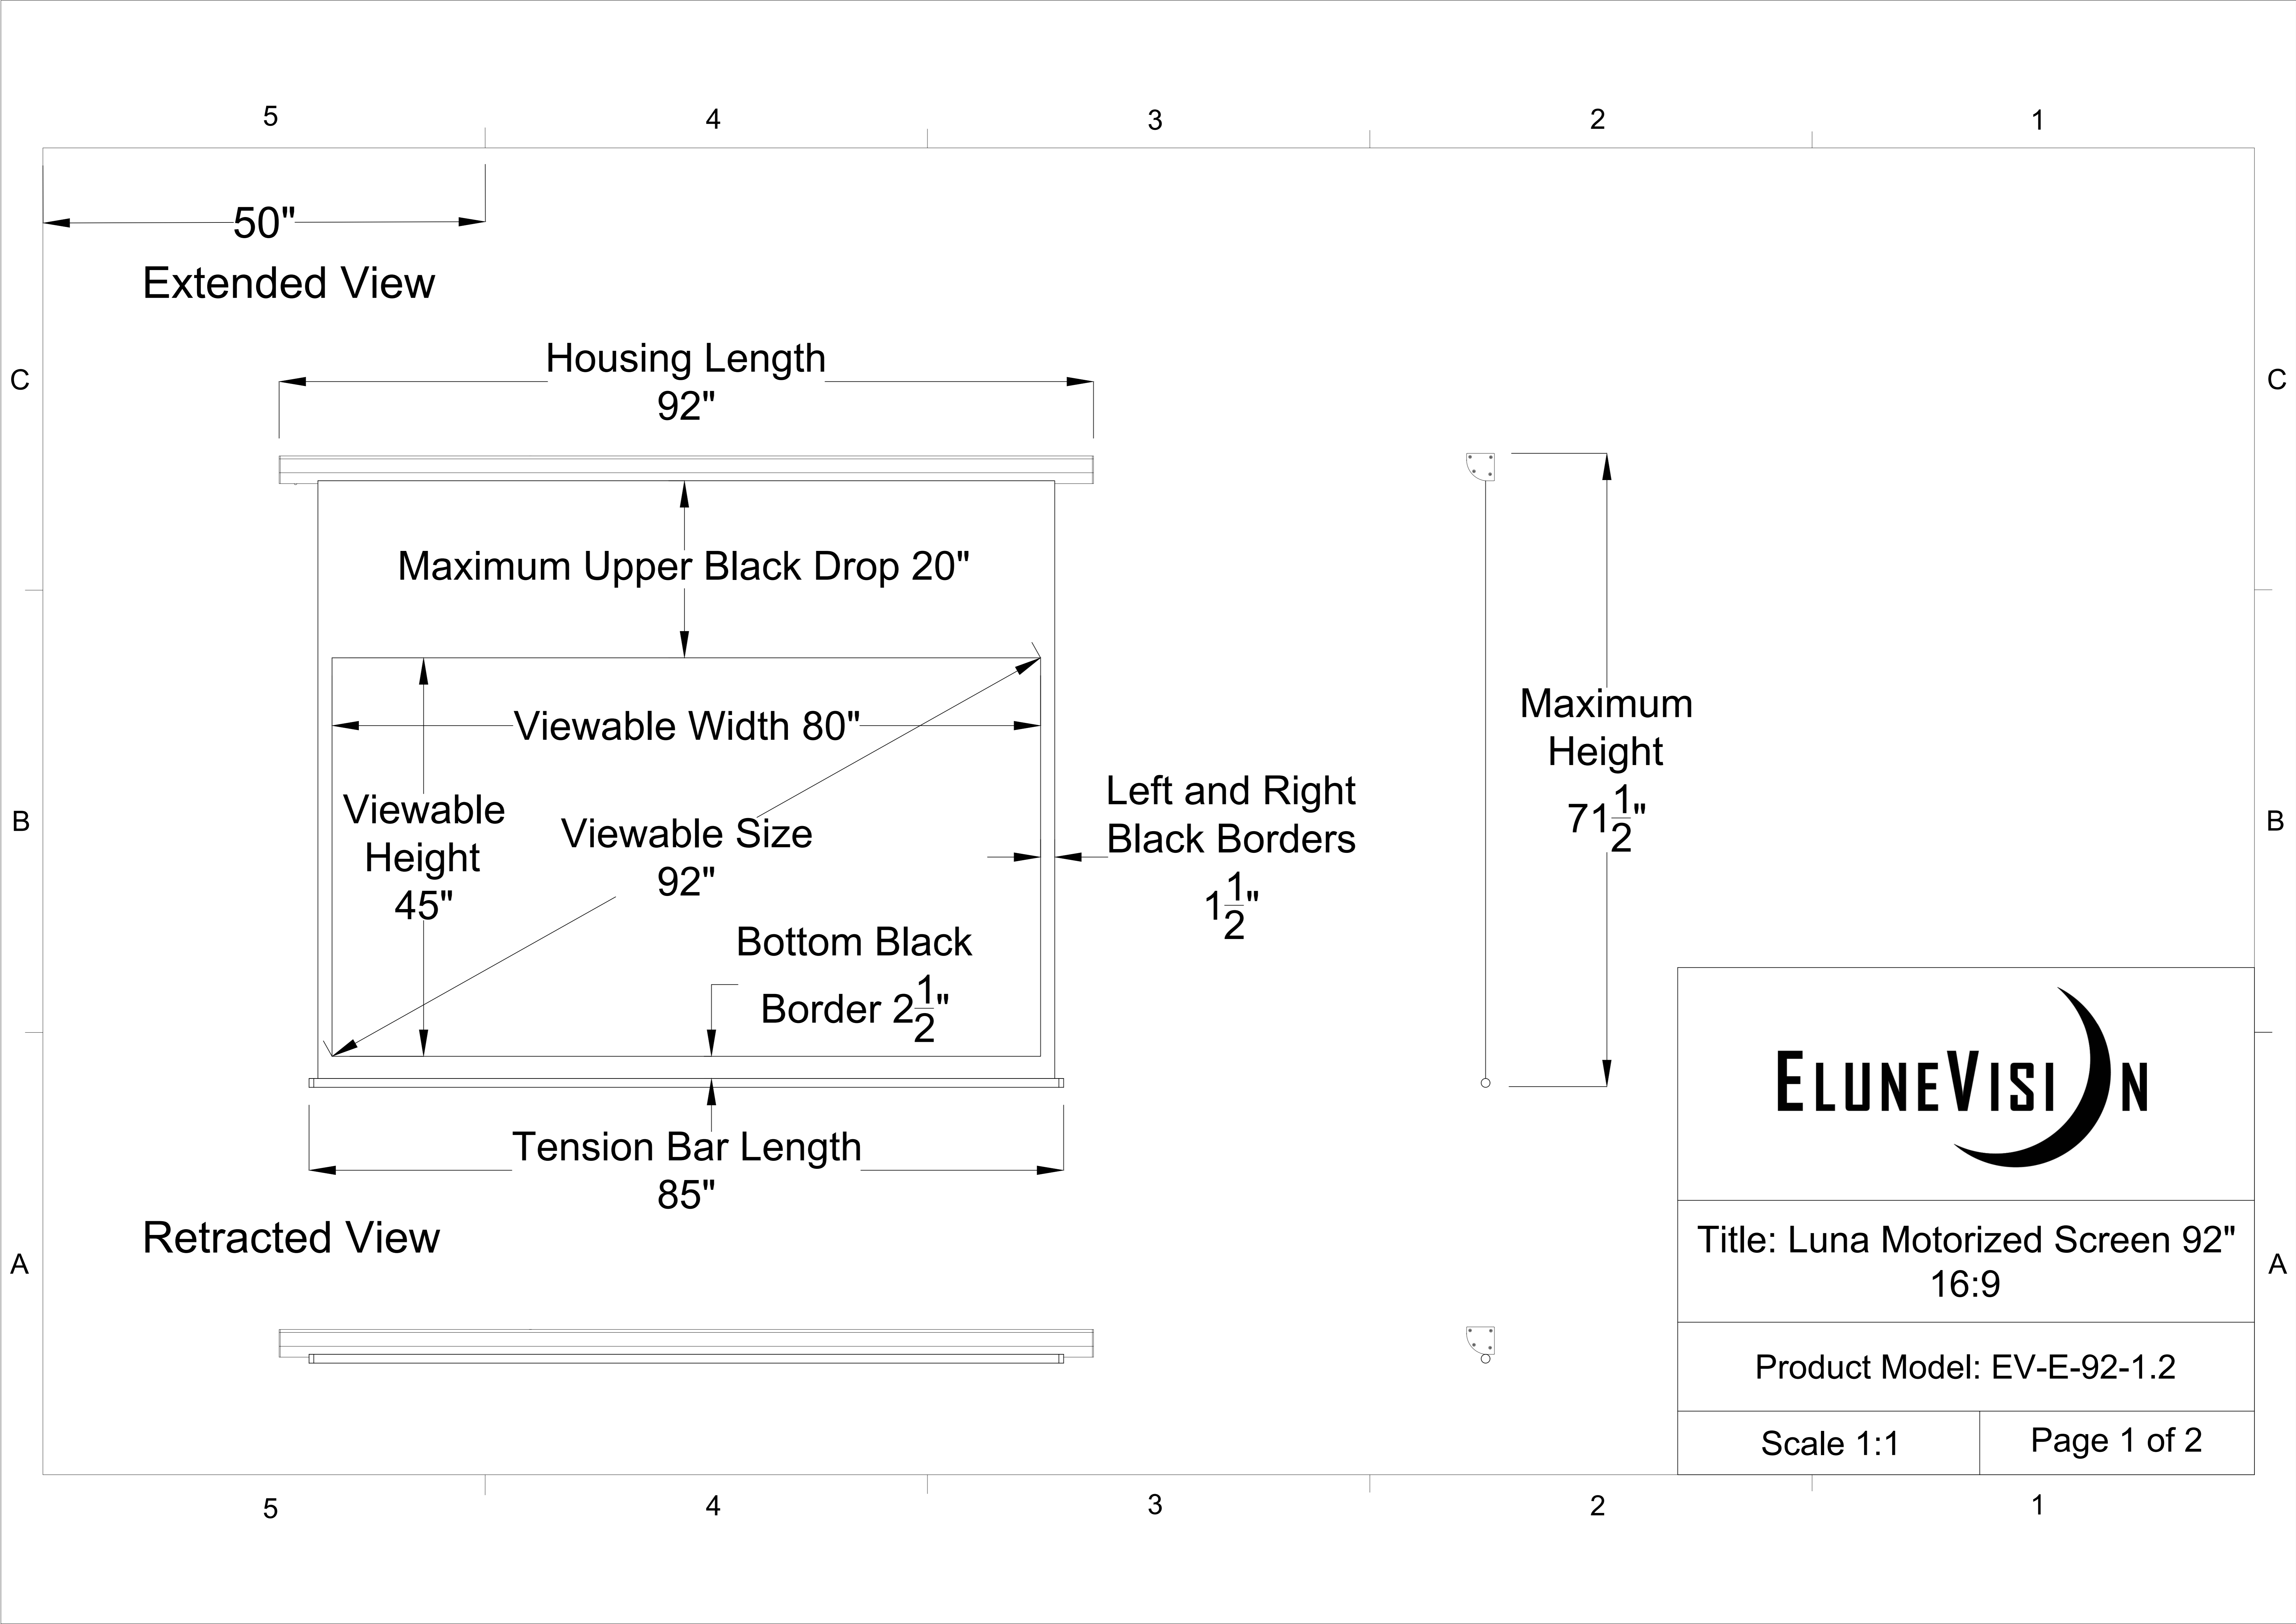 5 4 3 2 1
50"
Extended View
Housing Length
92"
C C
Maximum Upper Black Drop 20"
Viewable Width 80"
Viewable
Height
45"
Viewable Size
92"
Left and Right
Black Borders
1 1/2"
Maximum
Height
71 1/2"
B B
Bottom Black
Border 2 1/2"
Tension Bar Length
85"
Retracted View
A A
ELUNEVISION
Title: Luna Motorized Screen 92"
16:9
Product Model: EV-E-92-1.2
Scale 1:1
Page 1 of 2
5 4 3 2 1